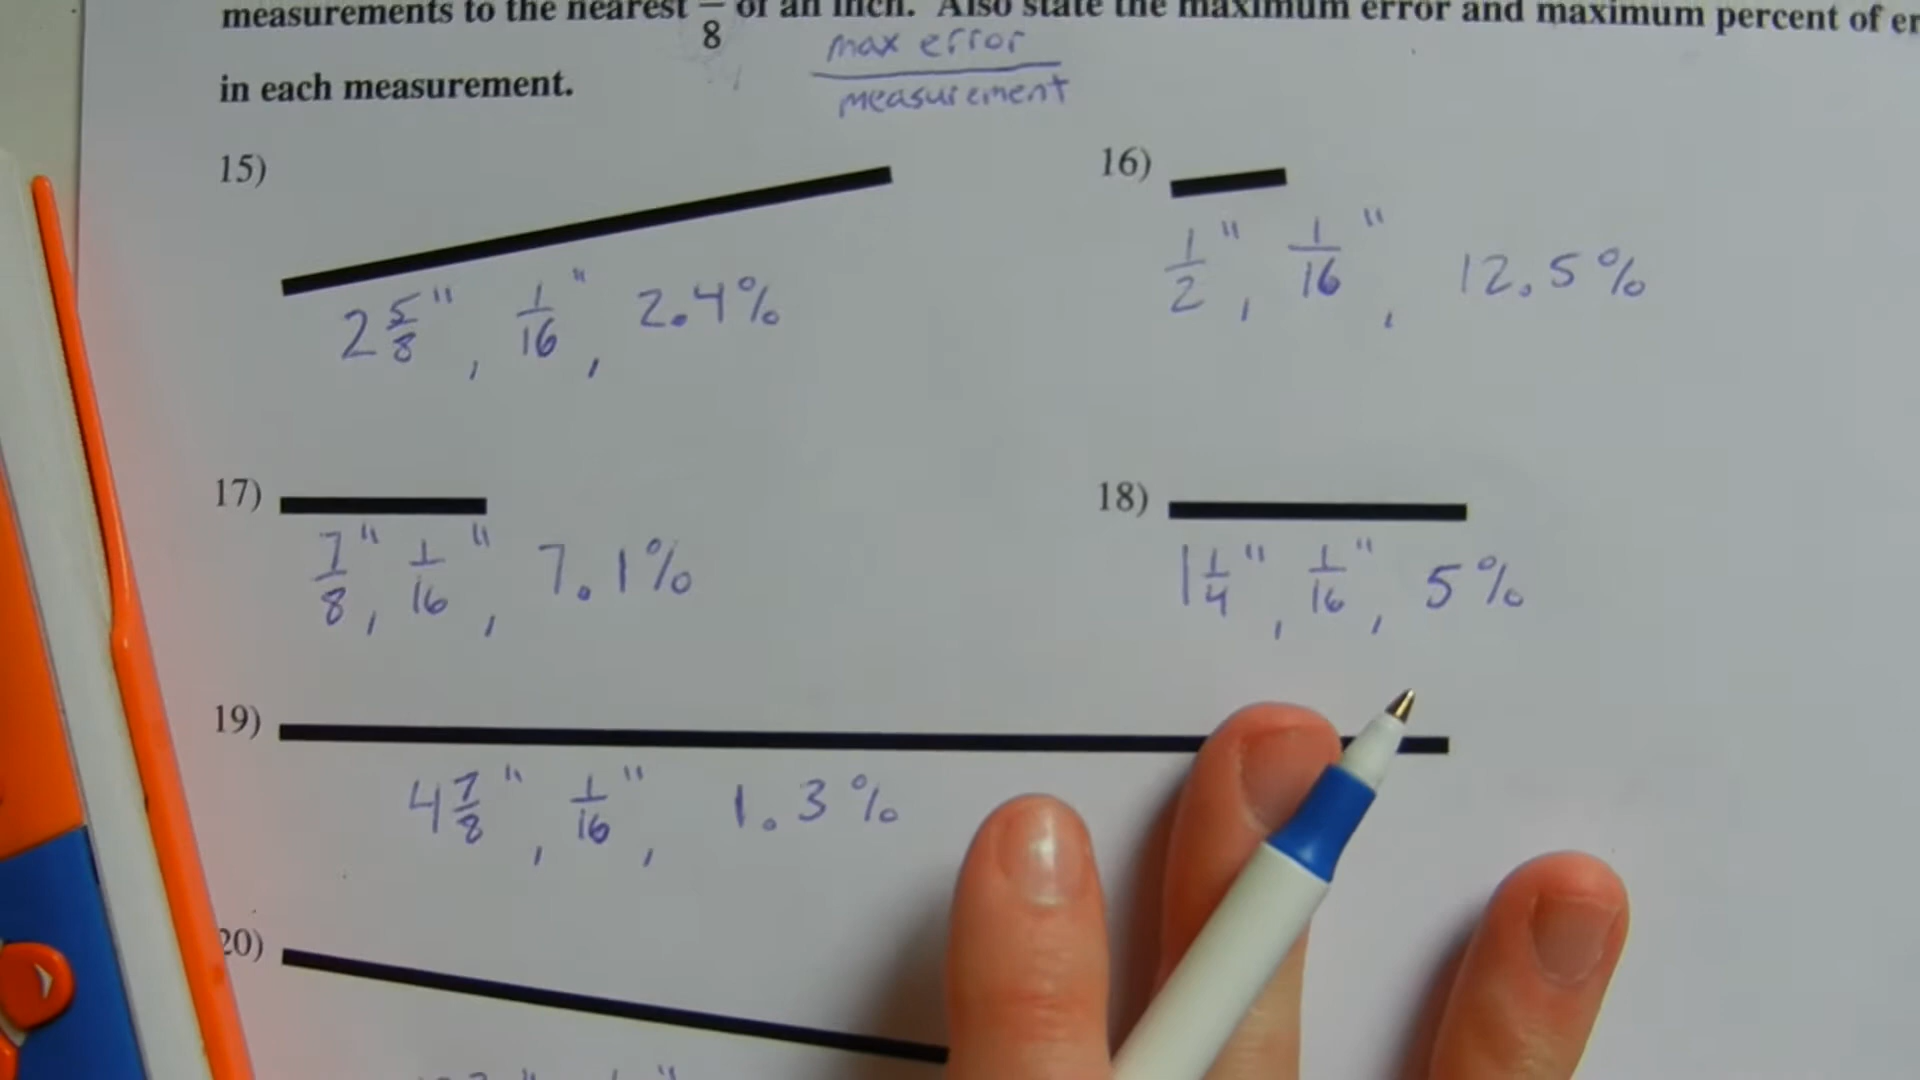 measurements to the nearest — of an inch. Also state the maximum error and maximum percent of er
8
max error
measurement
in each measurement.
15)
2 5/8", 1/16", 2.4%
16)
1/2", 1/16", 12.5%
17)
7/8", 1/16", 7.1%
18)
1 1/4", 1/16", 5%
19)
4 7/8", 1/16", 1.3%
20)